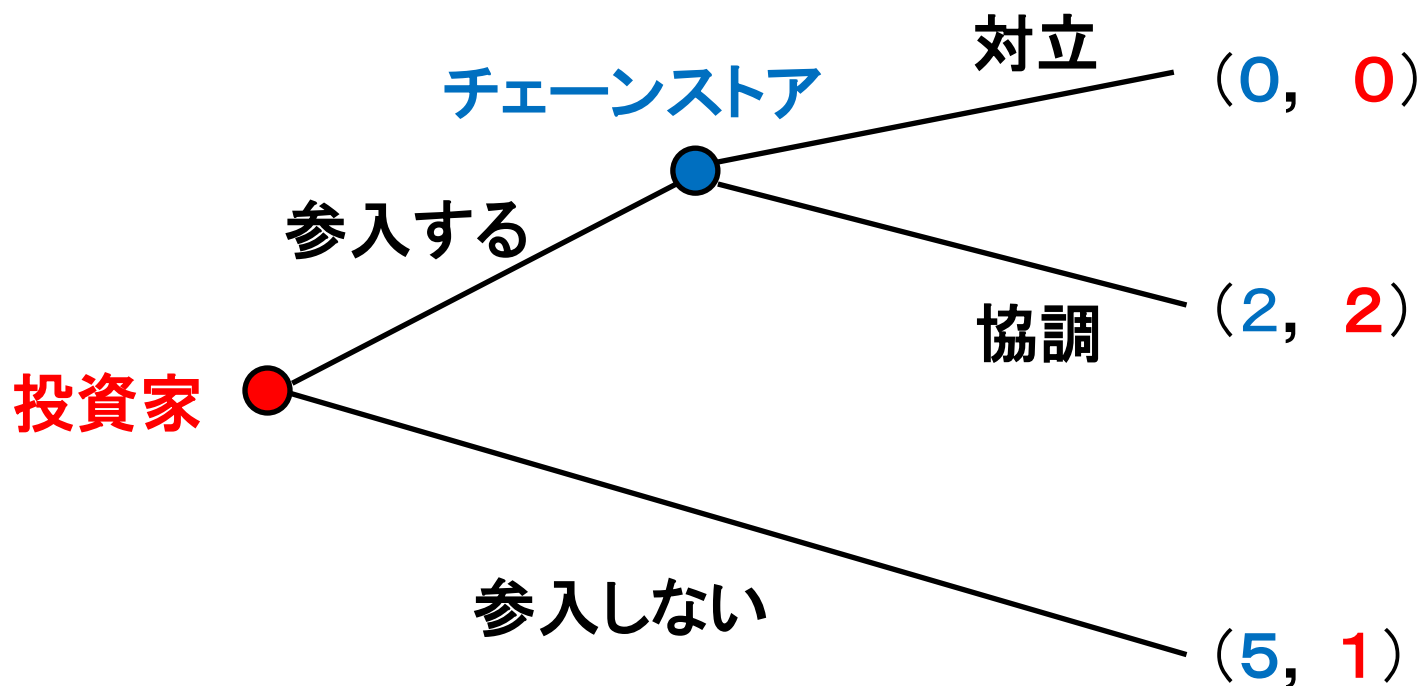 対立
（０，０）
チェーンストア
参入する
協調
（２，２）
投資家
参入しない
（５，１）